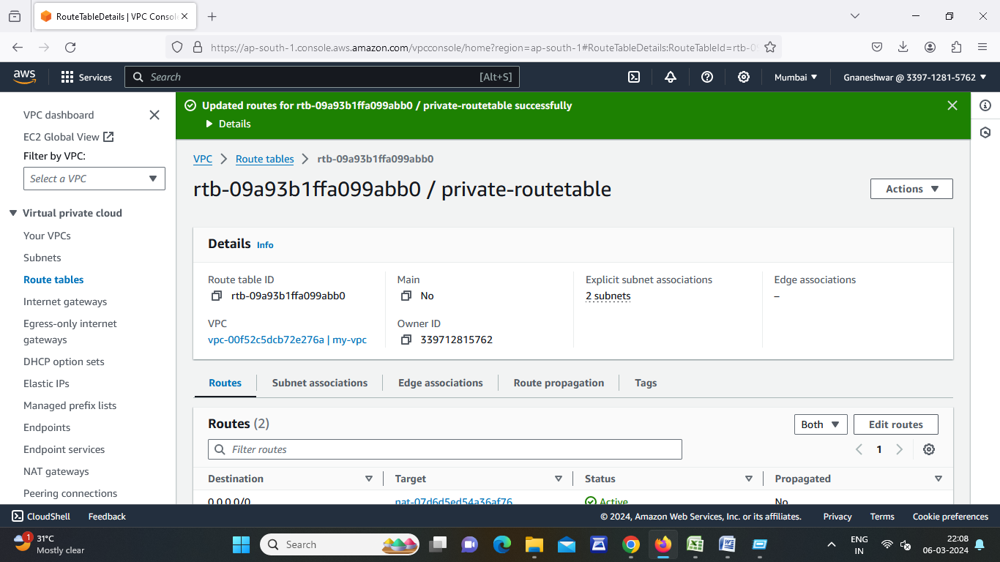 RouteTableDetails | VPC Console
https://ap-south-1.console.aws.amazon.com/vpcconsole/home?region=ap-south-1#RouteTableDetails:RouteTableId=rtb-0
aws
Services
Search
[Alt+S]
Mumbai
Gnaneshwar @ 3397-1281-5762
VPC dashboard
EC2 Global View
Filter by VPC:
Select a VPC
Virtual private cloud
Your VPCs
Subnets
Route tables
Internet gateways
Egress-only internet
gateways
DHCP option sets
Elastic IPs
Managed prefix lists
Endpoints
Endpoint services
NAT gateways
Peering connections
Updated routes for rtb-09a93b1ffa099abb0 / private-routetable successfully
Details
VPC
Route tables
rtb-09a93b1ffa099abb0
rtb-09a93b1ffa099abb0 / private-routetable
Actions
Details
Info
Route table ID
rtb-09a93b1ffa099abb0
Main
No
Explicit subnet associations
2 subnets
Edge associations
–
VPC
vpc-00f52c5dcb72e276a | my-vpc
Owner ID
339712815762
Routes
Subnet associations
Edge associations
Route propagation
Tags
Routes (2)
Both
Edit routes
Filter routes
1
Destination
Target
Status
Propagated
0.0.0.0/0
nat-07d6d5ed54a36af76
Active
No
CloudShell
Feedback
© 2024, Amazon Web Services, Inc. or its affiliates.
Privacy
Terms
Cookie preferences
1
31°C
Mostly clear
Search
ENG
IN
22:08
06-03-2024